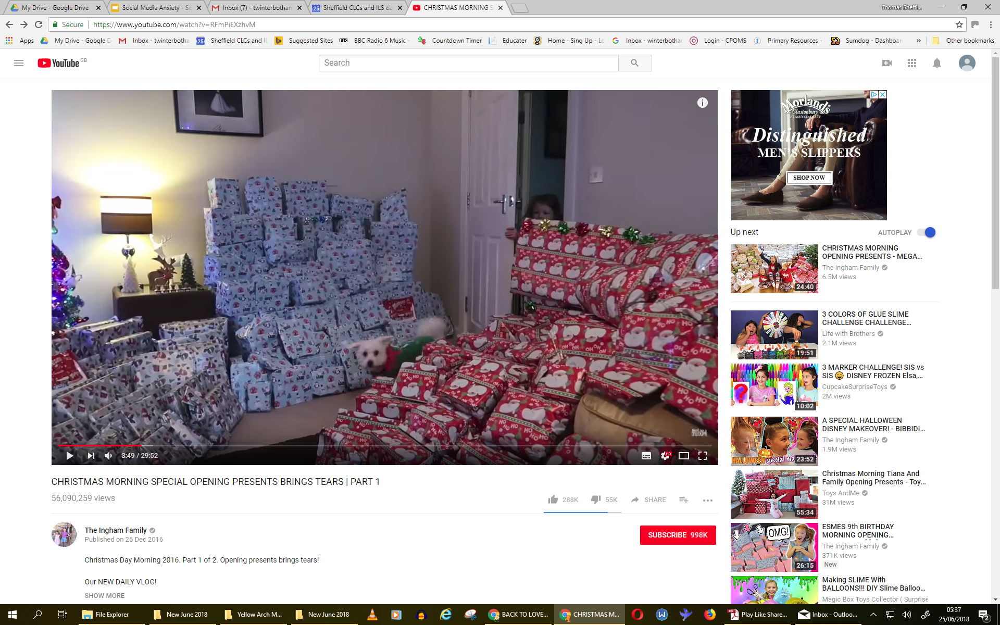 My Drive - Google Drive
Social Media Anxiety - Se
Inbox (7) - twinterbotham
Sheffield CLCs and ILS eL
CHRISTMAS MORNING S
Thomas Sheffi...
Secure
https://www.youtube.com/watch?v=RFmPiEXzhvM
Apps
My Drive - Google D
Inbox - twinterbotha
Sheffield CLCs and IL
Suggested Sites
BBC Radio 6 Music -
Countdown Timer
Educater
Home - Sing Up - Lo
Inbox - winterbothar
Login - CPOMS
Primary Resources -
Sumdog - Dashboar
»
Other bookmarks
YouTube GB
Search
Morlands
Glastonbury
Established 1870
Distinguished
MEN'S SLIPPERS
SHOP NOW
#TEAM
3:49 / 29:52
HD
CHRISTMAS MORNING SPECIAL OPENING PRESENTS BRINGS TEARS | PART 1
56,090,259 views
288K
55K
SHARE
The Ingham Family
Published on 26 Dec 2016
SUBSCRIBE 998K
Christmas Day Morning 2016. Part 1 of 2. Opening presents brings tears!
Our NEW DAILY VLOG!
SHOW MORE
Up next
AUTOPLAY
CHRISTMAS MORNING
OPENING PRESENTS - MEGA...
The Ingham Family
6.5M views
24:40
3 COLORS OF GLUE SLIME
CHALLENGE CHALLENGE...
Life with Brothers
2.1M views
19:51
3 MARKER CHALLENGE! SIS vs
SIS 😄 DISNEY FROZEN Elsa,...
CupcakeSurpriseToys
2M views
10:02
A SPECIAL HALLOWEEN
DISNEY MAKEOVER! - BIBBIDI...
The Ingham Family
1.9M views
HALLOWEEN special ma
23:52
Christmas Morning Tiana And
Family Opening Presents - Toy...
Toys AndMe
31M views
55:34
OMG!
ESMÉS 9th BIRTHDAY
MORNING OPENING...
The Ingham Family
371K views
New
26:15
Making SLIME With
BALLOONS!!! DIY Slime Balloo...
Magic Box Toys Collector ( Surprise
File Explorer
New June 2018
Yellow Arch M...
New June 2018
BACK TO LOVE...
CHRISTMAS M...
Play Like Share...
Inbox - Outloo...
05:37
25/06/2018
2